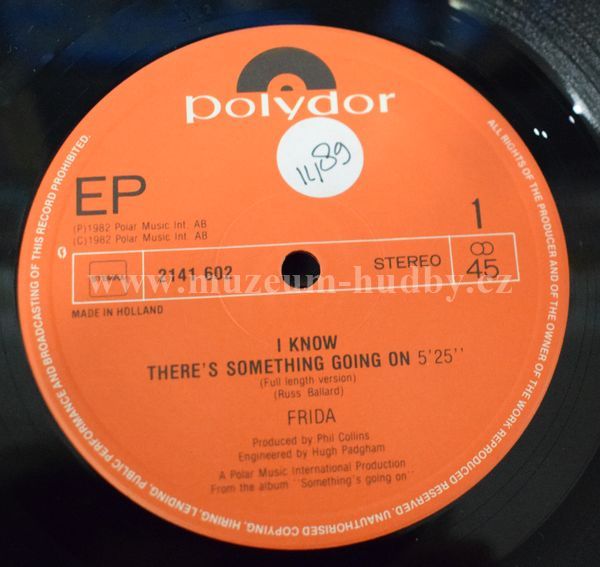 polydor
14,89
EP
(P)1982 Polar Music Int. AB
(C)1982 Polar Music Int. AB
1
2141 602
STEREO
45
www.muzeum-hudby.cz
MADE IN HOLLAND
I KNOW
THERE'S SOMETHING GOING ON 5'25''
(Full length version)
(Russ Ballard)
FRIDA
Produced by Phil Collins
Engineered by Hugh Padgham
A Polar Music International Production
From the album ''Something's going on''
ALL RIGHTS OF THE PRODUCER AND OF THE OWNER OF THE WORK REPRODUCED RESERVED. UNAUTHORISED COPYING, HIRING, LENDING, PUBLIC PERFORMANCE AND BROADCASTING OF THIS RECORD PROHIBITED.